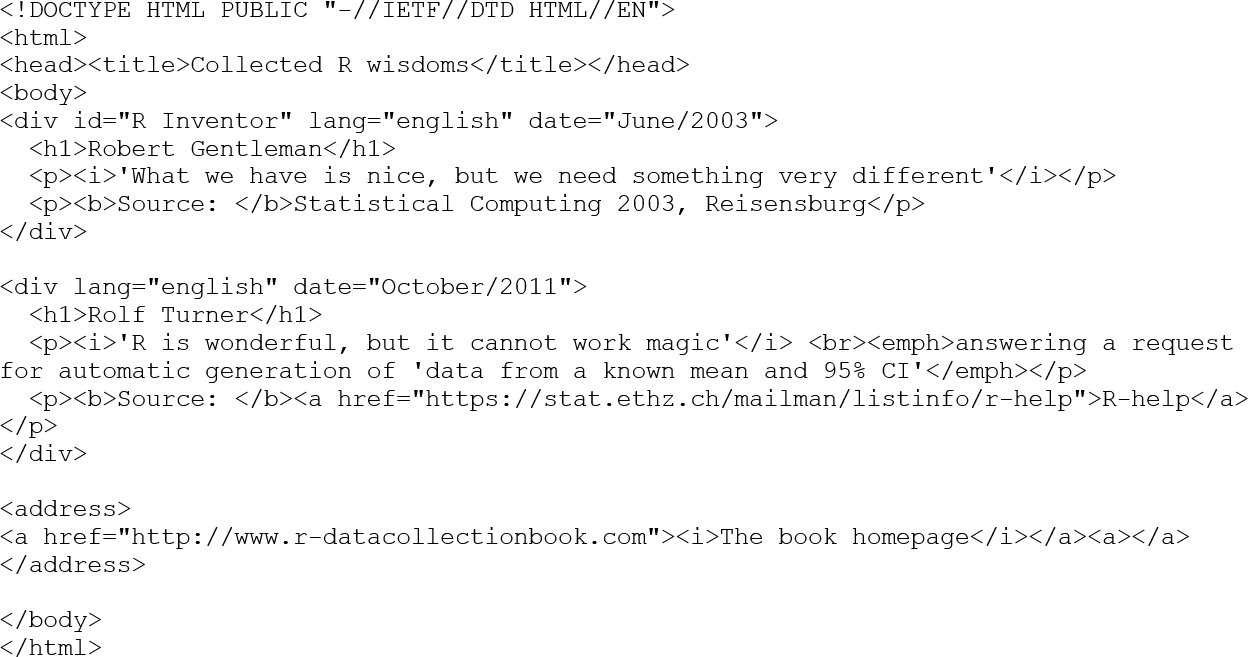 <!DOCTYPE HTML PUBLIC "-//IETF//DTD HTML//EN">
<html>
<head><title>Collected R wisdoms</title></head>
<body>
<div id="R Inventor" lang="english" date="June/2003">
  <h1>Robert Gentleman</h1>
  <p><i>'What we have is nice, but we need something very different'</i></p>
  <p><b>Source: </b>Statistical Computing 2003, Reisensburg</p>
</div>

<div lang="english" date="October/2011">
  <h1>Rolf Turner</h1>
  <p><i>'R is wonderful, but it cannot work magic'</i> <br><emph>answering a request
for automatic generation of 'data from a known mean and 95% CI'</emph></p>
  <p><b>Source: </b><a href="https://stat.ethz.ch/mailman/listinfo/r-help">R-help</a>
</p>
</div>

<address>
<a href="http://www.r-datacollectionbook.com"><i>The book homepage</i></a><a></a>
</address>

</body>
</html>